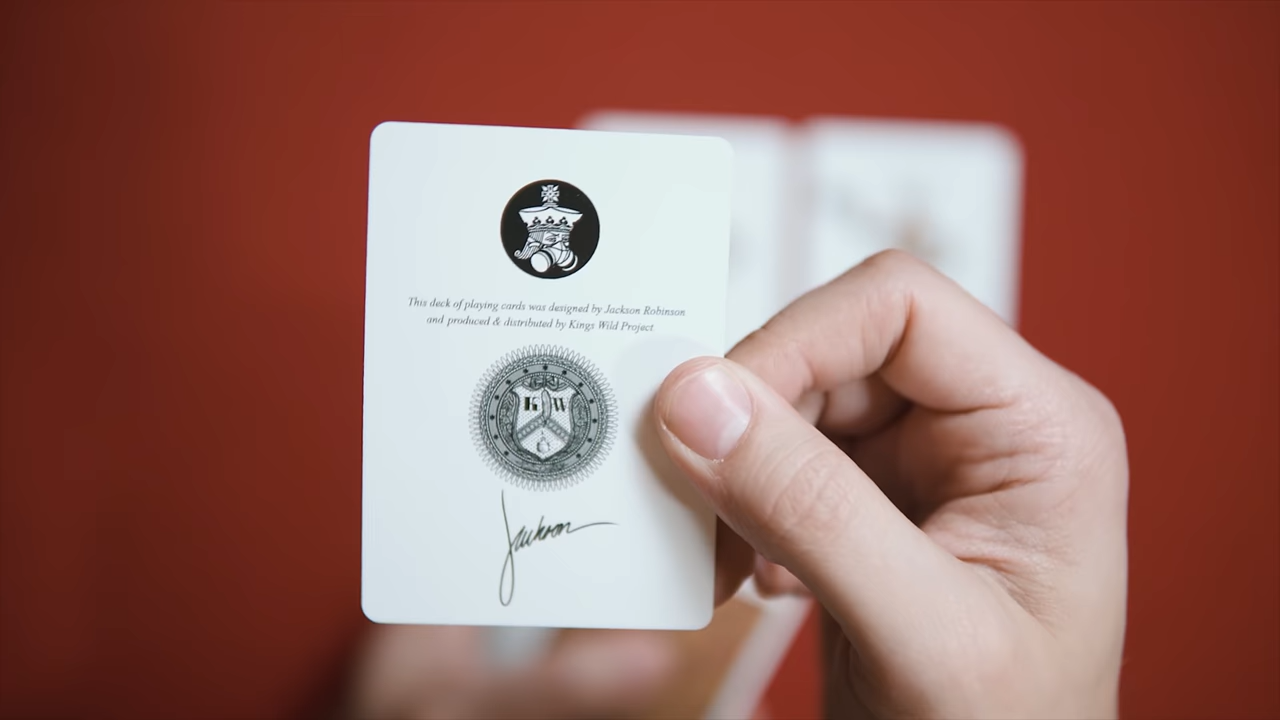 This deck of playing cards was designed by Jackson Robinson
and produced & distributed by Kings Wild Project
K W
Jackson